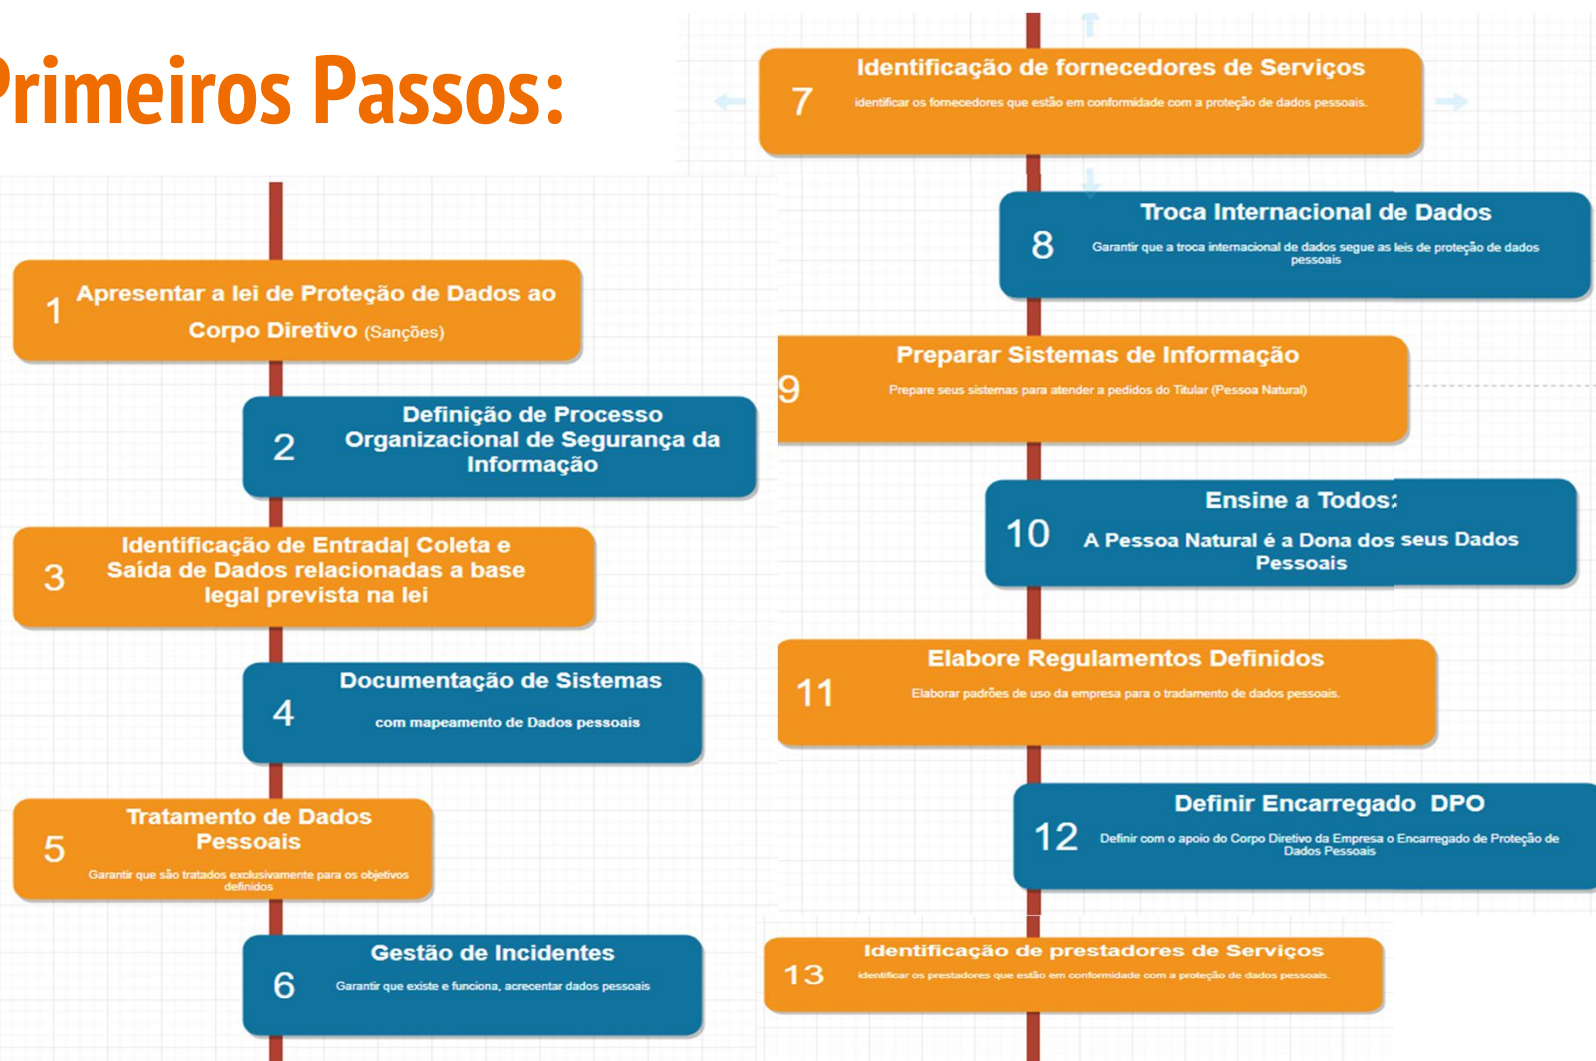 Primeiros Passos:
1
Apresentar a lei de Proteção de Dados ao
Corpo Diretivo (Sanções)
2
Definição de Processo
Organizacional de Segurança da
Informação
3
Identificação de Entrada| Coleta e
Saída de Dados relacionadas a base
legal prevista na lei
4
Documentação de Sistemas
com mapeamento de Dados pessoais
5
Tratamento de Dados
Pessoais
Garantir que são tratados exclusivamente para os objetivos
definidos
6
Gestão de Incidentes
Garantir que existe e funciona, acrecentar dados pessoais
7
Identificação de fornecedores de Serviços
identificar os fornecedores que estão em conformidade com a proteção de dados pessoais.
8
Troca Internacional de Dados
Garantir que a troca internacional de dados segue as leis de proteção de dados
pessoais
9
Preparar Sistemas de Informação
Prepare seus sistemas para atender a pedidos do Titular (Pessoa Natural)
10
Ensine a Todos:
A Pessoa Natural é a Dona dos seus Dados
Pessoais
11
Elabore Regulamentos Definidos
Elaborar padrões de uso da empresa para o tradamento de dados pessoais.
12
Definir Encarregado DPO
Definir com o apoio do Corpo Diretivo da Empresa o Encarregado de Proteção de
Dados Pessoais
13
Identificação de prestadores de Serviços
identificar os prestadores que estão em conformidade com a proteção de dados pessoais.